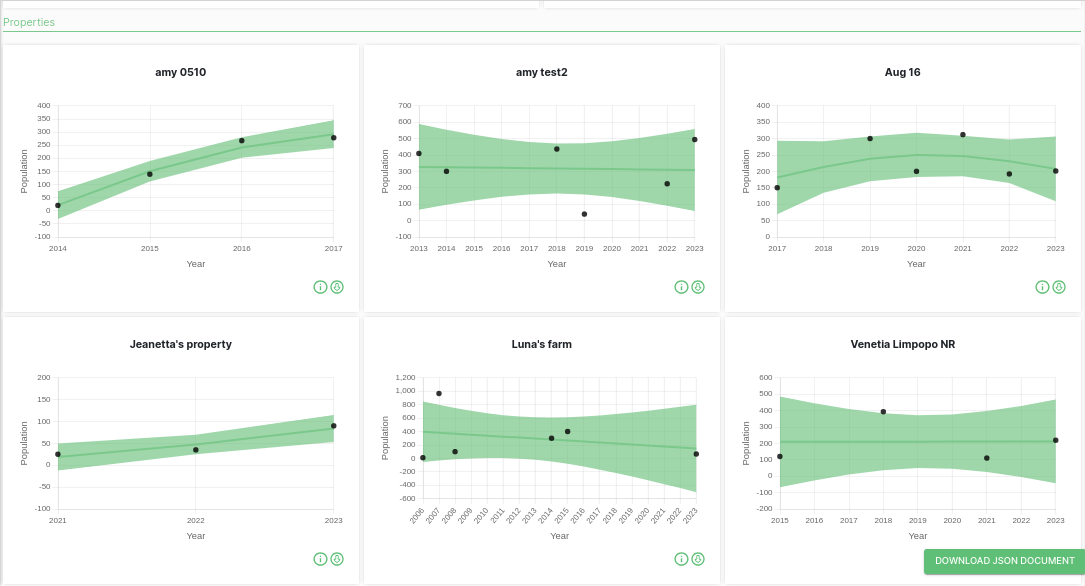 Properties
amy 0510
Population
400
350
300
250
200
150
100
50
0
-50
-100
2014 2015 2016 2017
Year
amy test2
Population
700
600
500
400
300
200
100
0
-100
2013 2014 2015 2016 2017 2018 2019 2020 2021 2022 2023
Year
Aug 16
Population
400
350
300
250
200
150
100
50
0
2017 2018 2019 2020 2021 2022 2023
Year
Jeanetta's property
Population
200
150
100
50
0
-50
-100
2021 2022 2023
Year
Luna's farm
Population
1,200
1,000
800
600
400
200
0
-200
-400
-600
2006 2007 2008 2009 2010 2011 2012 2013 2014 2015 2016 2017 2018 2019 2020 2021 2022 2023
Year
Venetia Limpopo NR
Population
600
500
400
300
200
100
0
-100
-200
2015 2016 2017 2018 2019 2020 2021 2022 2023
Year
DOWNLOAD JSON DOCUMENT